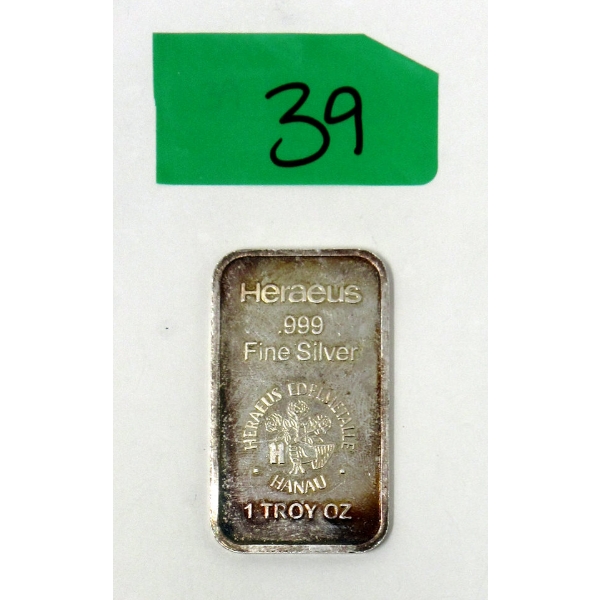 39
Heraeus
.999
Fine Silver
HERAEUS EDELMETALLE
H
· HANAU ·
1 TROY OZ